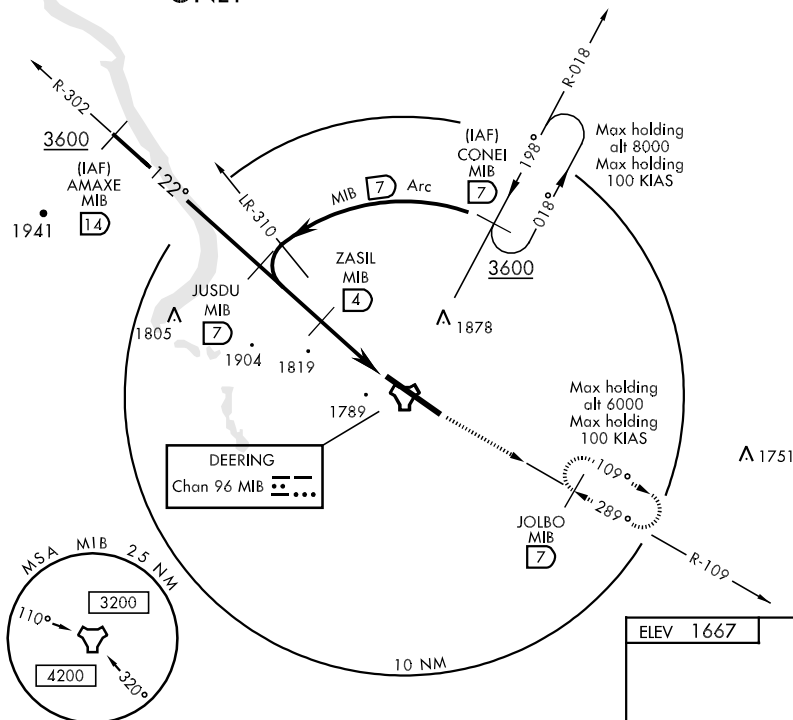 R-018
R-302
3600
(IAF)
AMAXE
MIB
14
1941
122°
LR-310
MIB 7 Arc
(IAF)
CONEI
MIB
7
198°
018°
3600
Max holding
alt 8000
Max holding
100 KIAS
JUSDU
MIB
7
ZASIL
MIB
4
1805
1904
1819
1878
1789
DEERING
Chan 96 MIB
Max holding
alt 6000
Max holding
100 KIAS
1751
109°
289°
JOLBO
MIB
7
R-109
MSA MIB 25 NM
3200
110°
4200
320°
10 NM
ELEV 1667